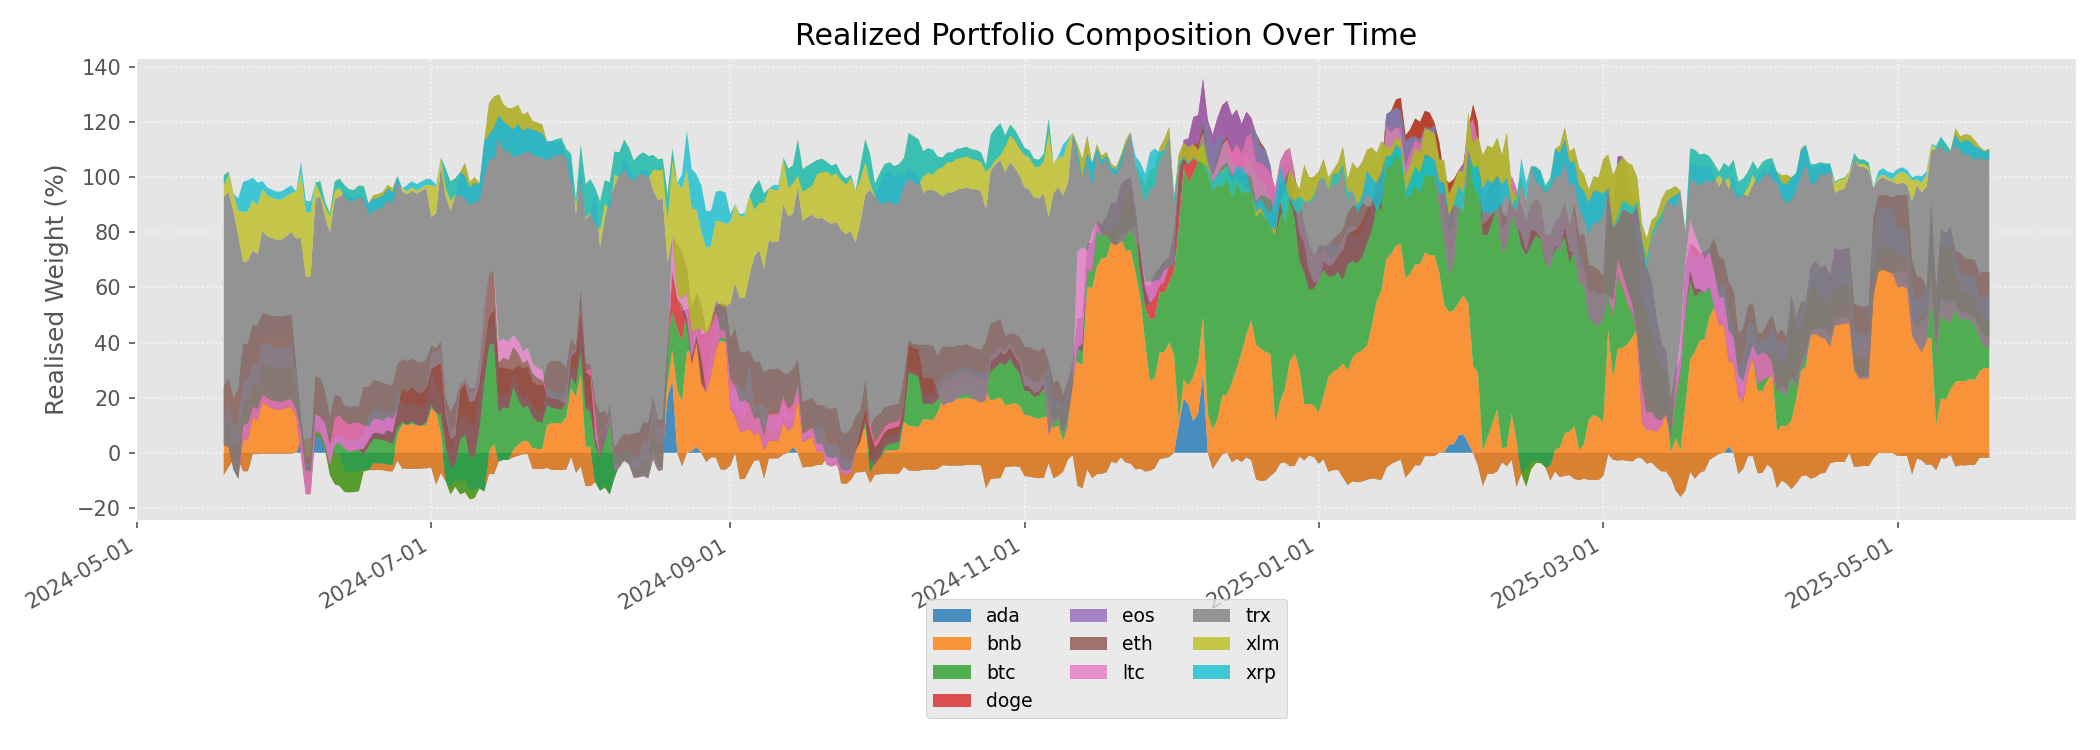 Realized Portfolio Composition Over Time
Realised Weight (%)
140
120
100
80
60
40
20
0
−20
2024-05-01
2024-07-01
2024-09-01
2024-11-01
2025-01-01
2025-03-01
2025-05-01
ada
bnb
btc
doge
eos
eth
ltc
trx
xlm
xrp